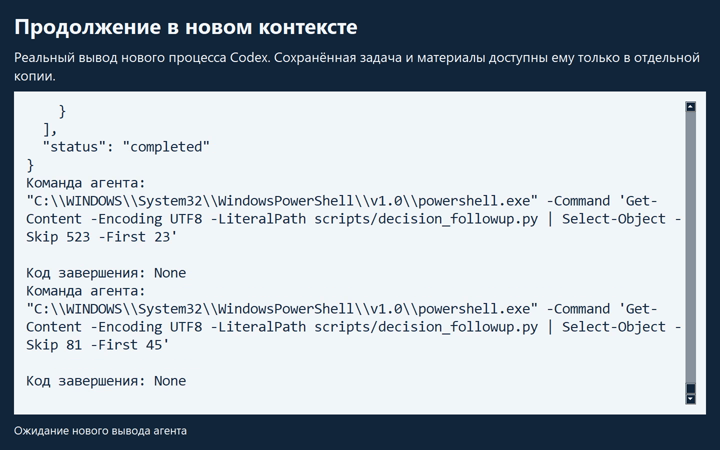 Продолжение в новом контексте
Реальный вывод нового процесса Codex. Сохранённая задача и материалы доступны ему только в отдельной
копии.
    }
  ],
  "status": "completed"
}
Команда агента:
"C:\\WINDOWS\\System32\\WindowsPowerShell\\v1.0\\powershell.exe" -Command 'Get-
Content -Encoding UTF8 -LiteralPath scripts/decision_followup.py | Select-Object -
Skip 523 -First 23'

Код завершения: None
Команда агента:
"C:\\WINDOWS\\System32\\WindowsPowerShell\\v1.0\\powershell.exe" -Command 'Get-
Content -Encoding UTF8 -LiteralPath scripts/decision_followup.py | Select-Object -
Skip 81 -First 45'

Код завершения: None
Ожидание нового вывода агента